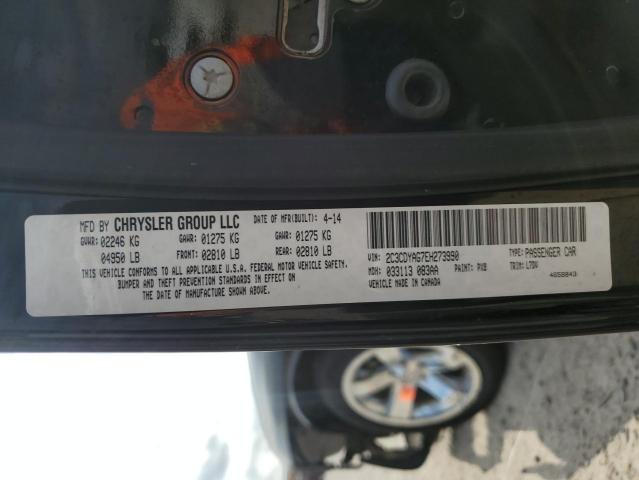 MFD BY CHRYSLER GROUP LLC DATE OF MFR(BUILT): 4-14
GVWR: 02246 KG GAWR: 01275 KG GAWR: 01275 KG
04950 LB FRONT: 02810 LB REAR: 02810 LB
THIS VEHICLE CONFORMS TO ALL APPLICABLE U.S.A. FEDERAL MOTOR VEHICLE SAFETY,
BUMPER AND THEFT PREVENTION STANDARDS IN EFFECT ON
THE DATE OF MANUFACTURE SHOWN ABOVE.
VIN: 2C3CDYAG7EH273990 TYPE: PASSENGER CAR
MDH: 033113 083AA PAINT: PX8 TRIM: L7DV
VEHICLE MADE IN CANADA